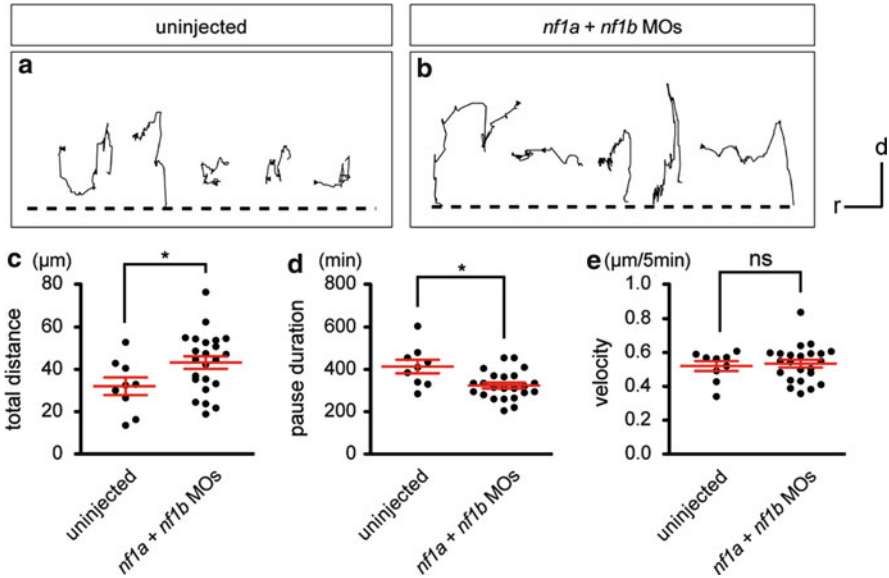 uninjected
nf1a + nf1b MOs
a
b
d
r
c (µm)
*
total distance
80
60
40
20
0
uninjected
nf1a + nf1b MOs
d (min)
*
pause duration
800
600
400
200
0
uninjected
nf1a + nf1b MOs
e (µm/5min)
ns
velocity
1.0
0.8
0.6
0.4
0.2
0.0
uninjected
nf1a + nf1b MOs